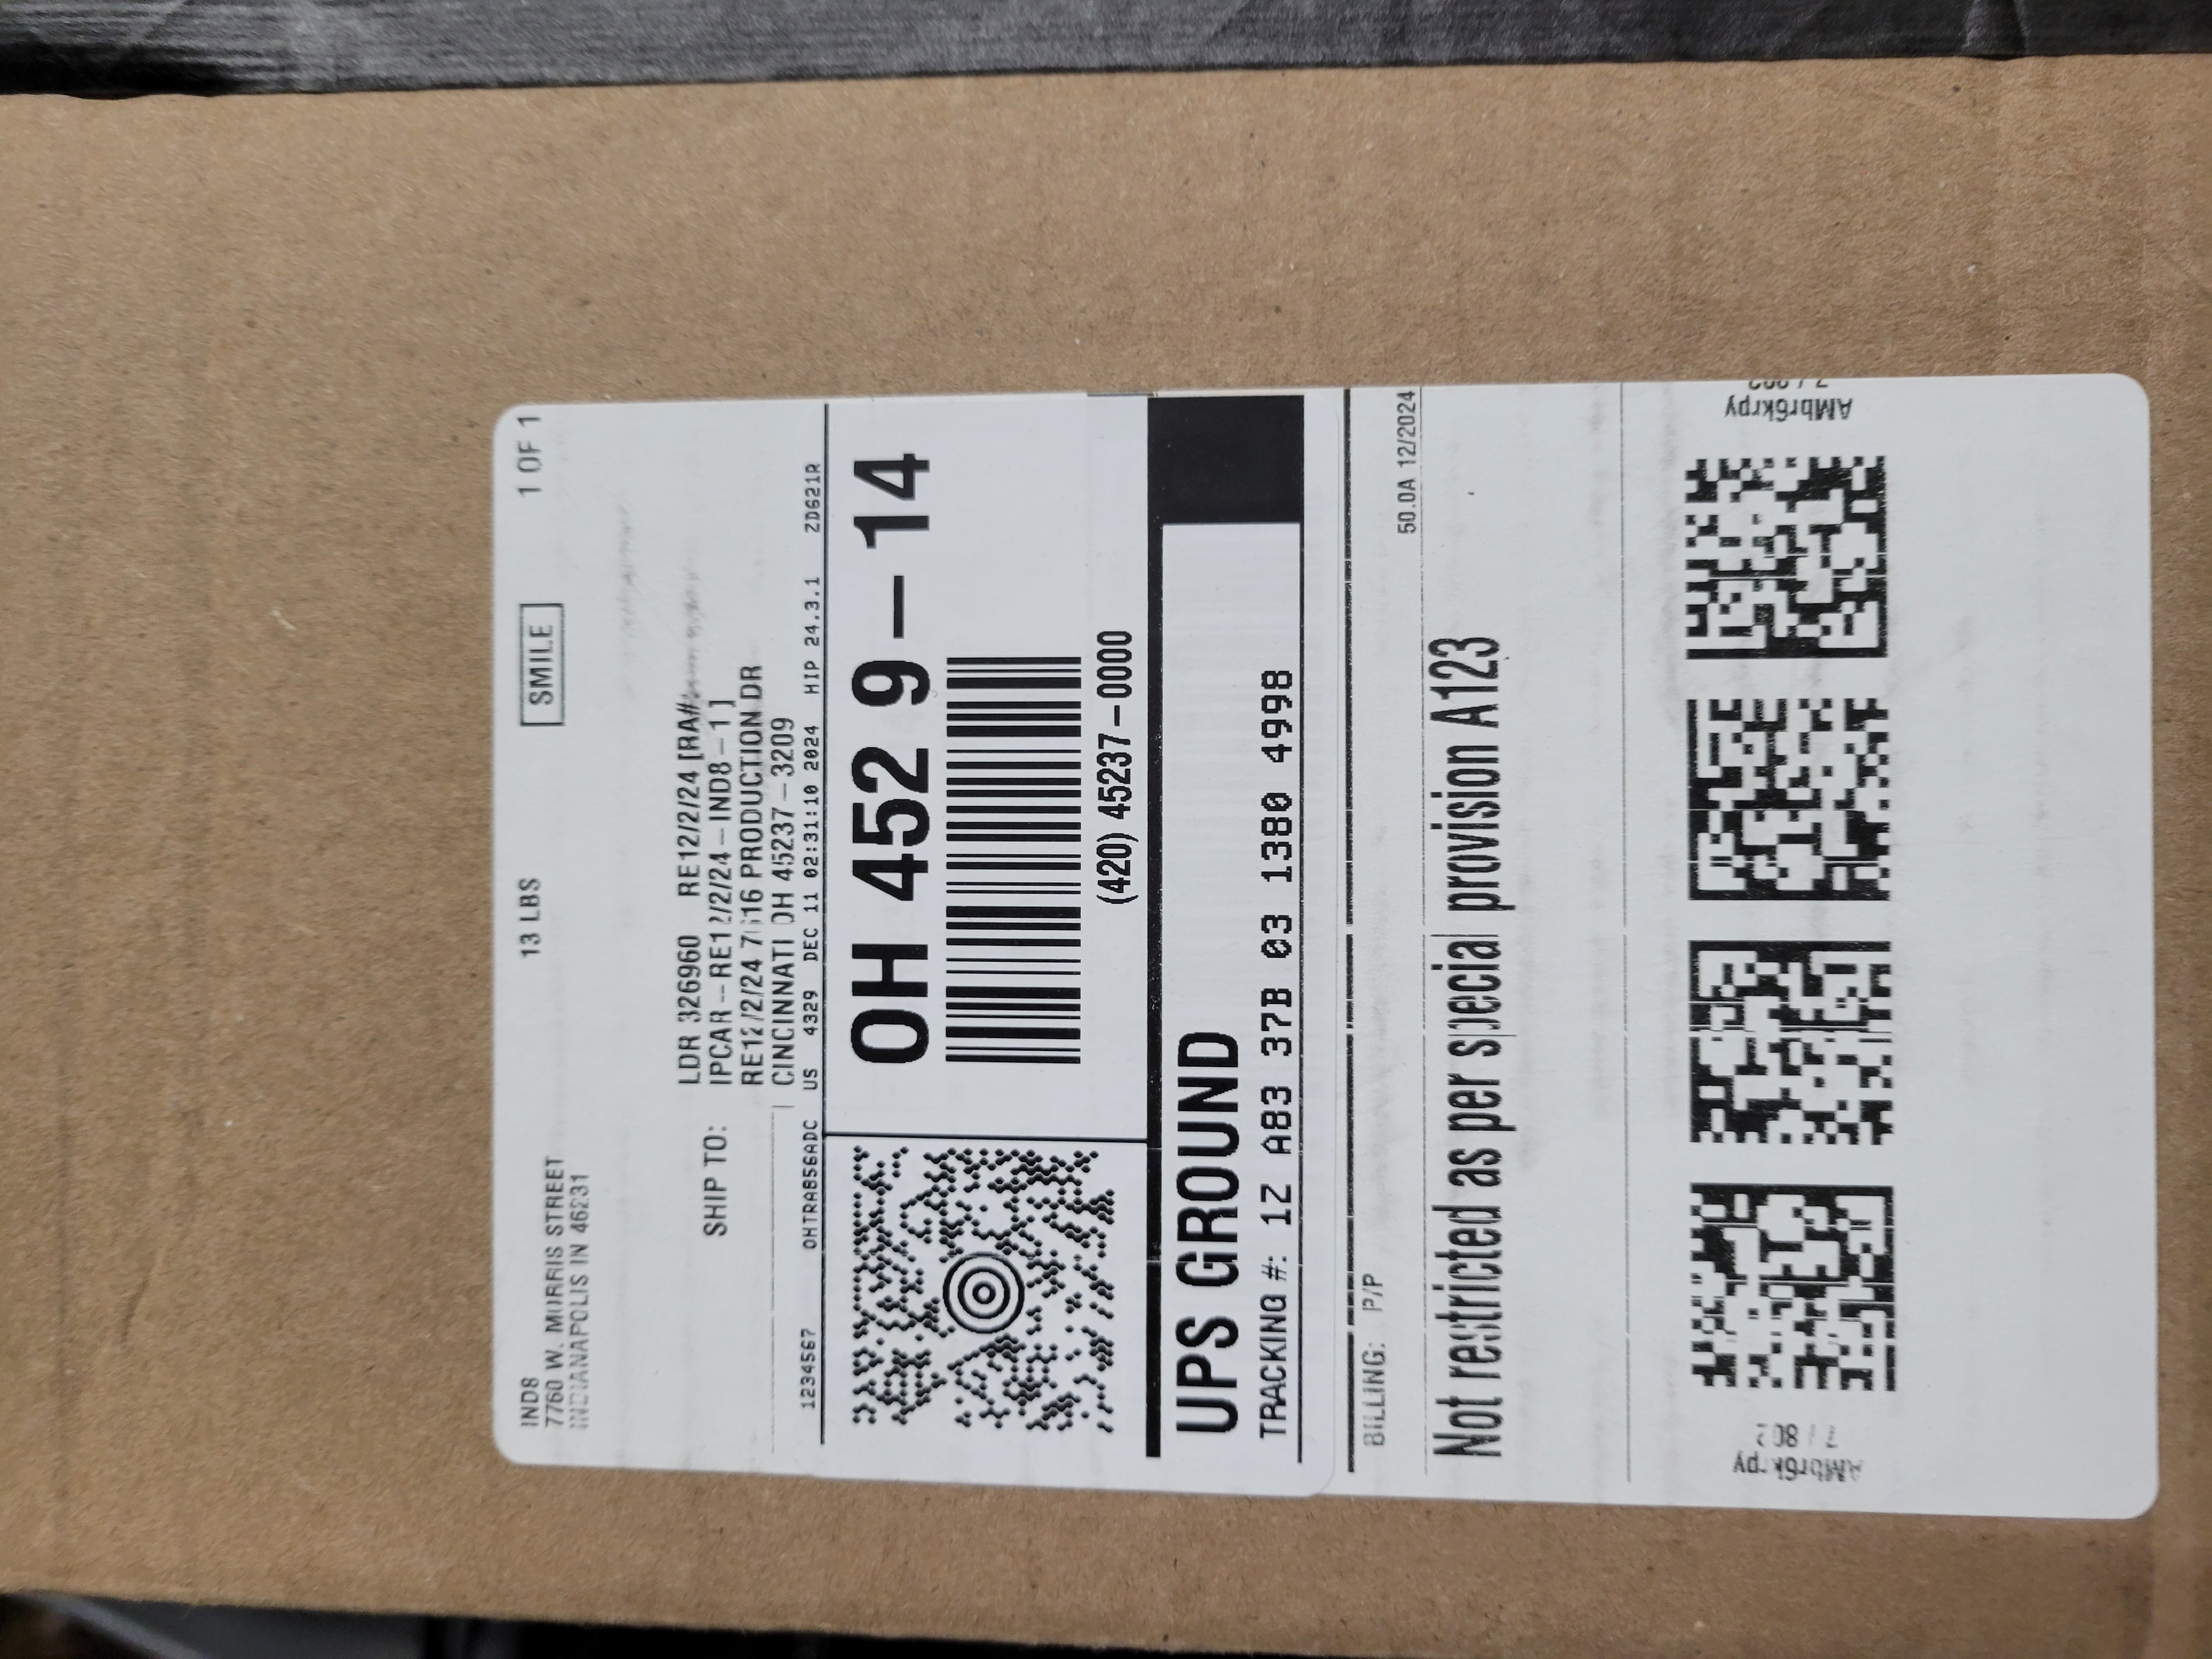 IND8 13 LBS SMILE 1 OF 1
7760 W. MORRIS STREET
INDIANAPOLIS IN 46231
LDR 326960 RE12/2/24 [RA#:
SHIP TO: IPCAR -- RE12/2/24 - IND8 - 1 ]
RE12/2/24 PRODUCTION DR
CINCINNATI OH 45237 - 3209
1234567 OHTRAB56ADC US 4329 DEC 11 02:31:10 2024 HIP 24.3.1 ZD621R
OH 452 9 - 14
(420) 45237 - 0000
UPS GROUND
TRACKING #: 1Z A83 37B 03 1380 4998
BILLING: P/P 50.0A 12/2024
Not restricted as per special provision A123
AMbr6krpy
AMbr6krpy